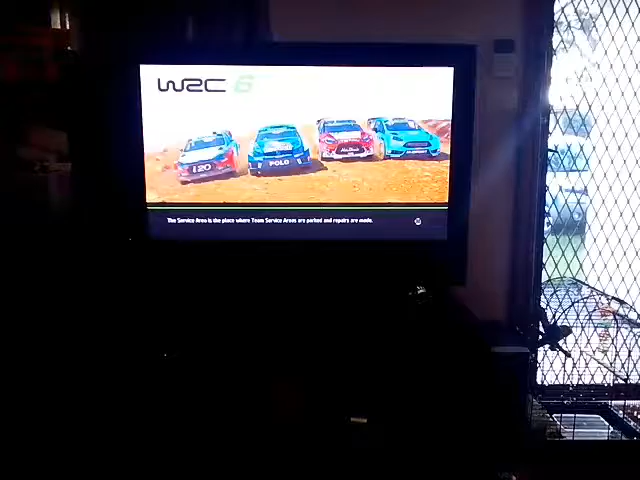 WRC 6
i20
POLO
The Service Area is the place where Team Service Areas are parked and repairs are made.